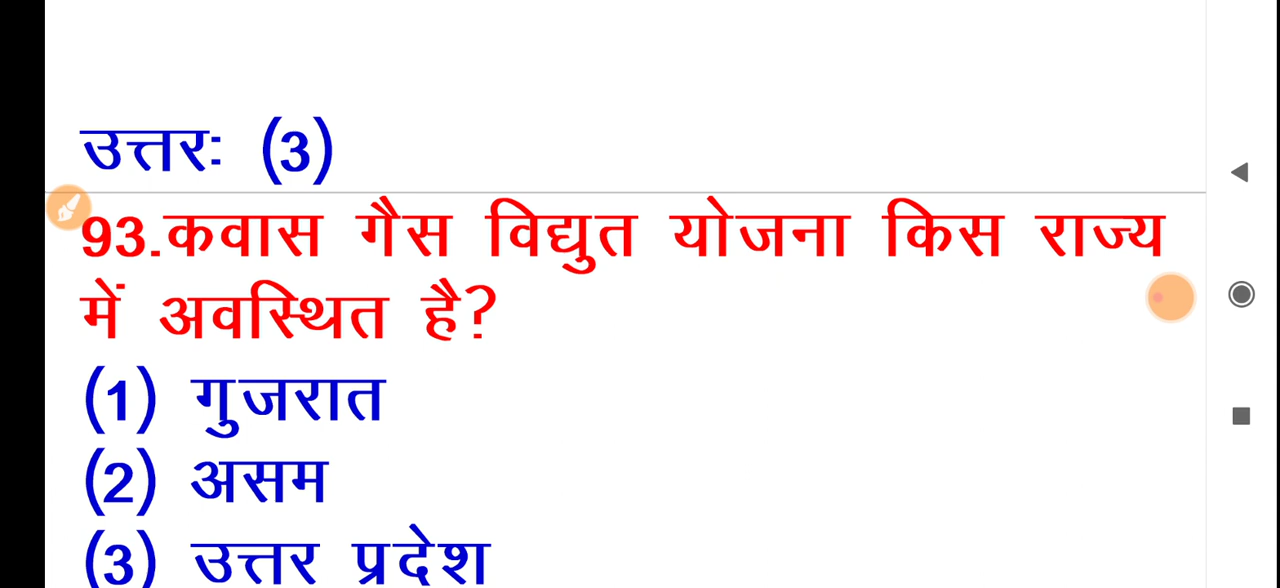 उत्तरः (3)
93.कवास गैस विद्युत योजना किस राज्य
में अवस्थित है?
(1) गुजरात
(2) असम
(3) उत्तर प्रदेश